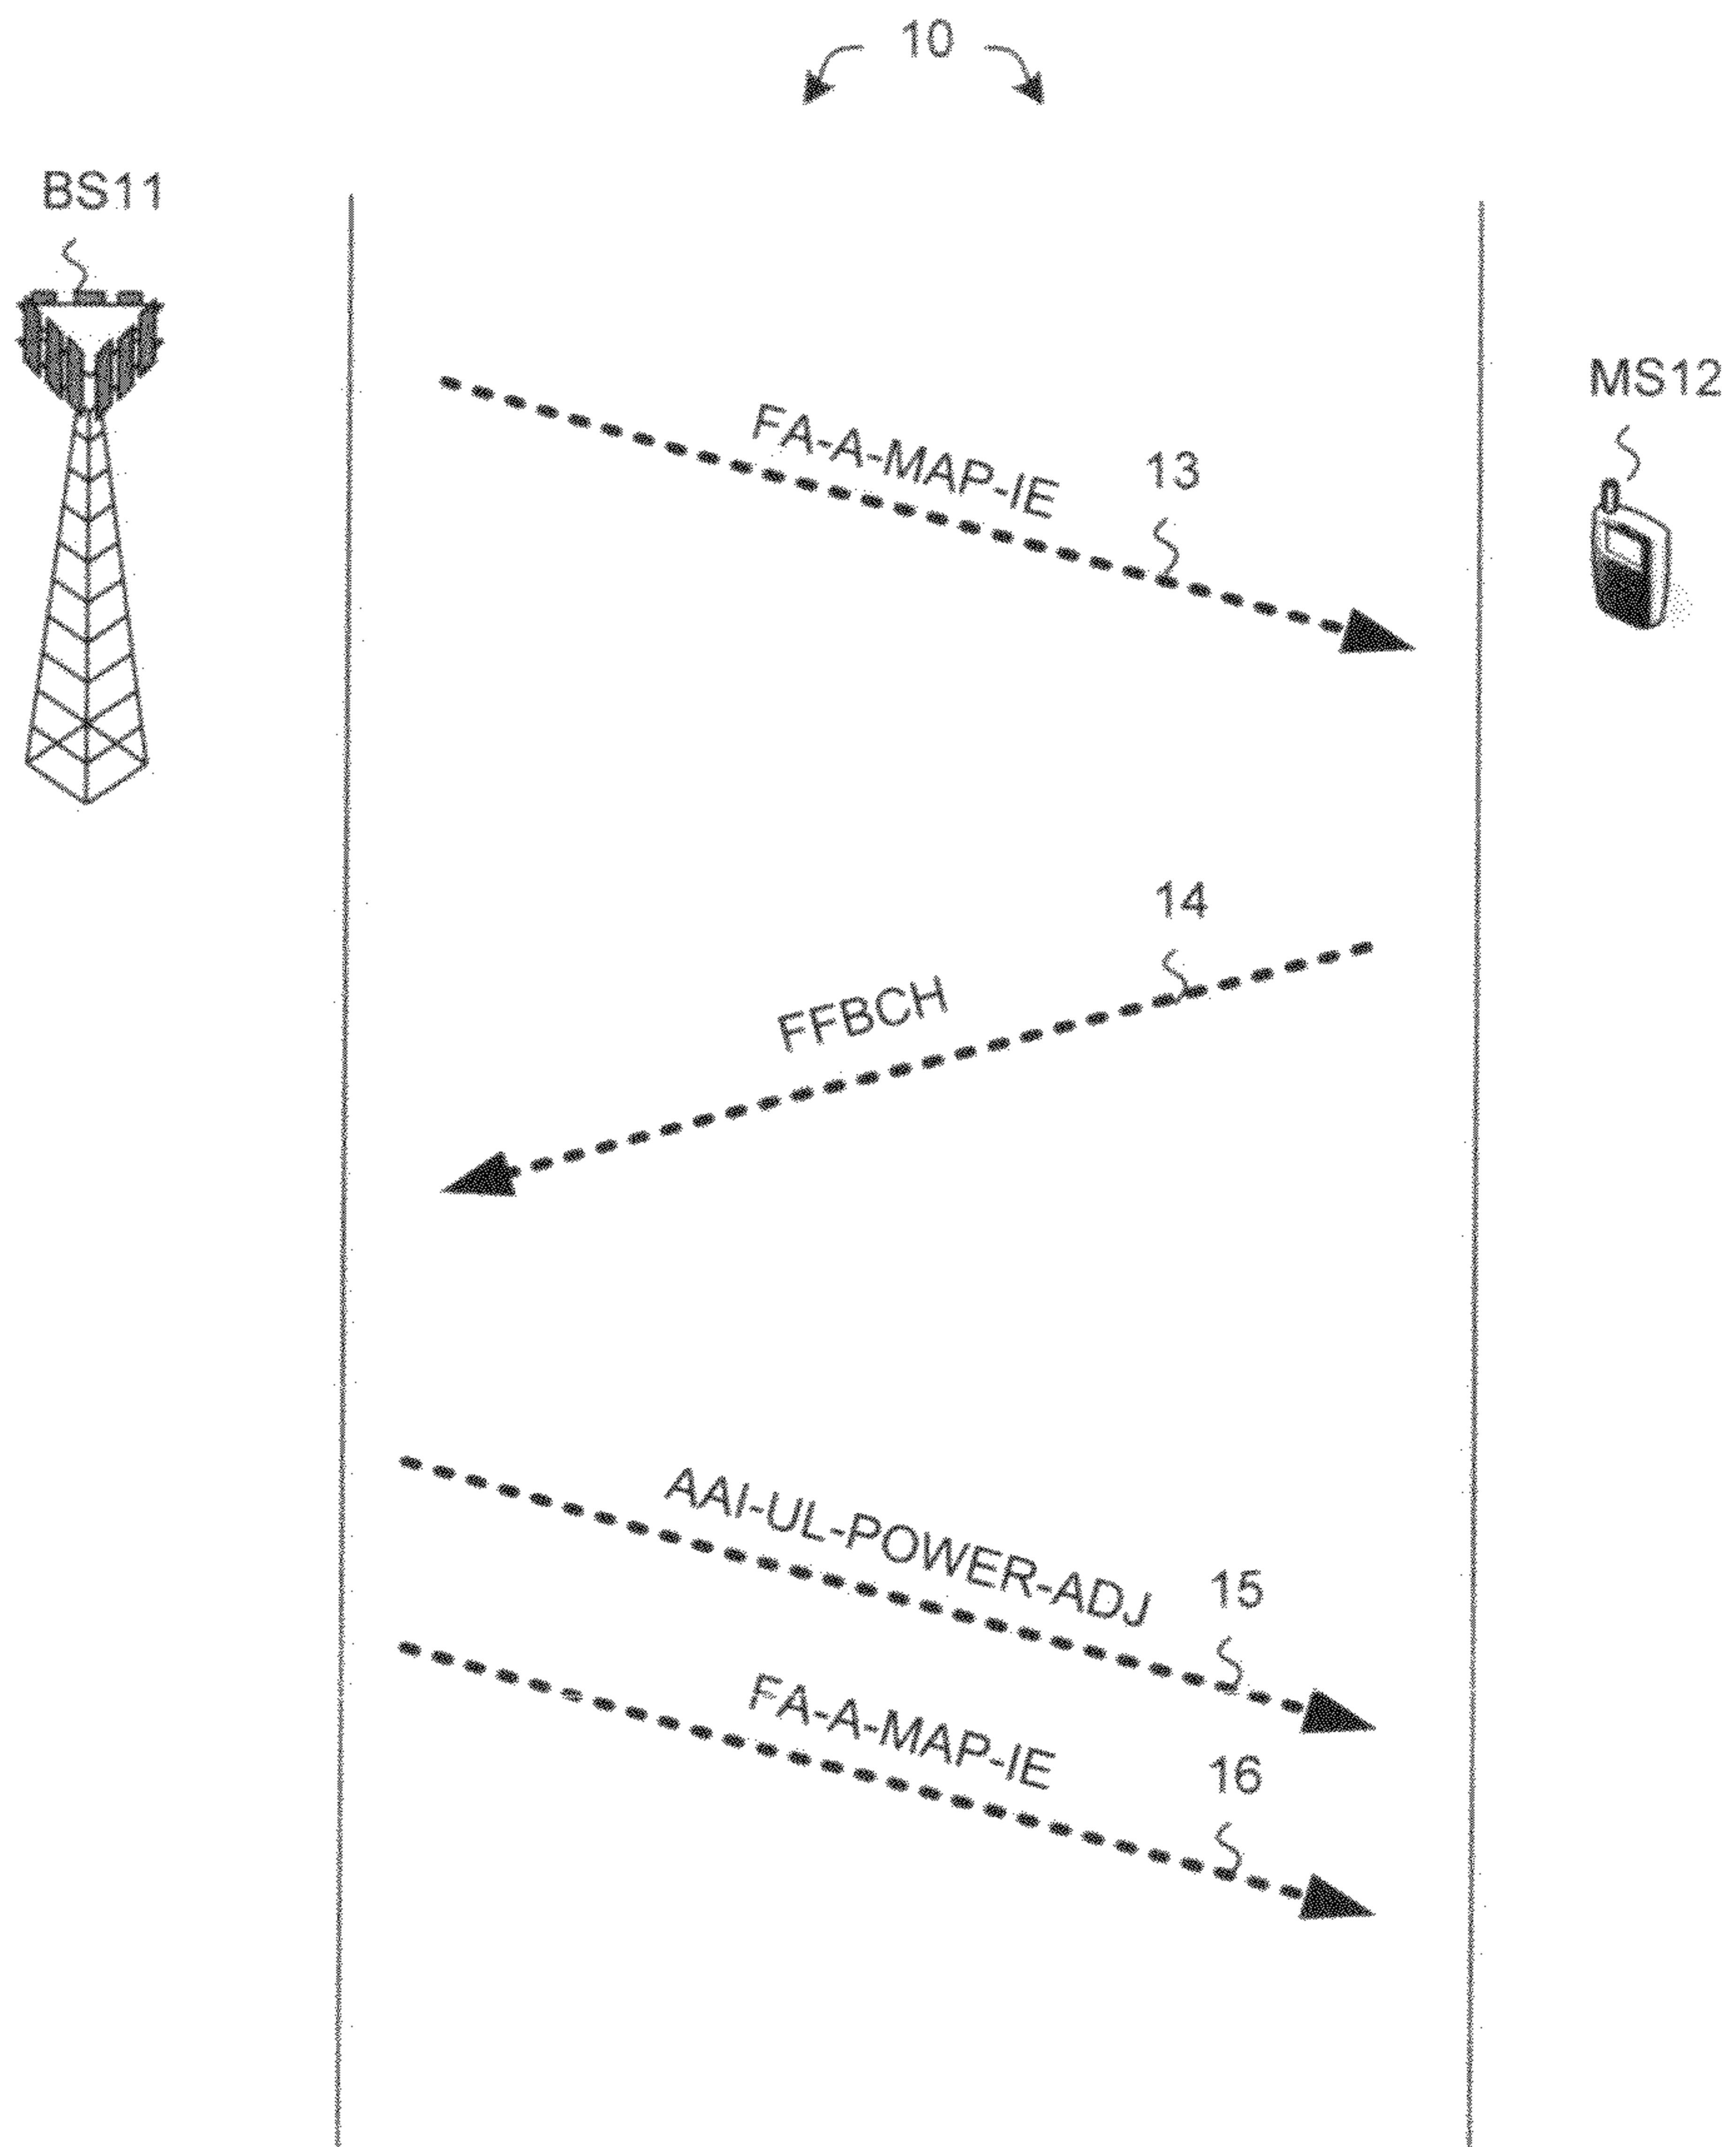 10
BS11
MS12
FA-A-MAP-IE
13
14
FFBCH
AAI-UL-POWER-ADJ
15
FA-A-MAP-IE
16